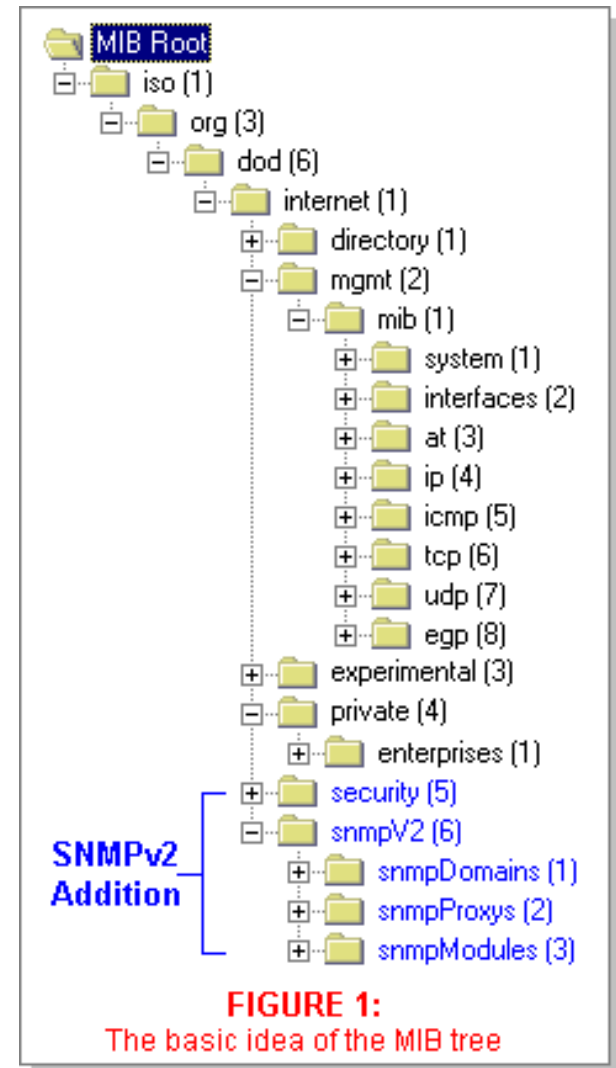 MIB Root
iso (1)
org (3)
dod (6)
internet (1)
directory (1)
mgmt (2)
mib (1)
system (1)
interfaces (2)
at (3)
ip (4)
icmp (5)
tcp (6)
udp (7)
egp (8)
experimental (3)
private (4)
enterprises (1)
security (5)
snmpV2 (6)
snmpDomains (1)
snmpProxys (2)
snmpModules (3)
SNMPv2
Addition
FIGURE 1:
The basic idea of the MIB tree